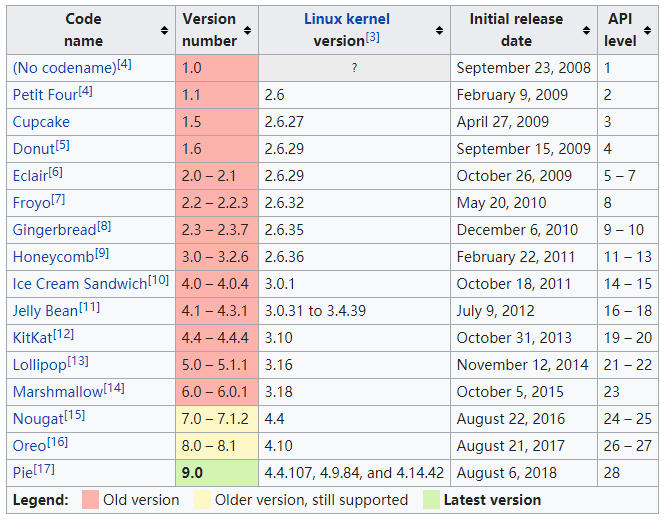 Code name Version number Linux kernel version[3] Initial release date API level
(No codename)[4] 1.0 ? September 23, 2008 1
Petit Four[4] 1.1 2.6 February 9, 2009 2
Cupcake 1.5 2.6.27 April 27, 2009 3
Donut[5] 1.6 2.6.29 September 15, 2009 4
Eclair[6] 2.0 – 2.1 2.6.29 October 26, 2009 5 – 7
Froyo[7] 2.2 – 2.2.3 2.6.32 May 20, 2010 8
Gingerbread[8] 2.3 – 2.3.7 2.6.35 December 6, 2010 9 – 10
Honeycomb[9] 3.0 – 3.2.6 2.6.36 February 22, 2011 11 – 13
Ice Cream Sandwich[10] 4.0 – 4.0.4 3.0.1 October 18, 2011 14 – 15
Jelly Bean[11] 4.1 – 4.3.1 3.0.31 to 3.4.39 July 9, 2012 16 – 18
KitKat[12] 4.4 – 4.4.4 3.10 October 31, 2013 19 – 20
Lollipop[13] 5.0 – 5.1.1 3.16 November 12, 2014 21 – 22
Marshmallow[14] 6.0 – 6.0.1 3.18 October 5, 2015 23
Nougat[15] 7.0 – 7.1.2 4.4 August 22, 2016 24 – 25
Oreo[16] 8.0 – 8.1 4.10 August 21, 2017 26 – 27
Pie[17] 9.0 4.4.107, 4.9.84, and 4.14.42 August 6, 2018 28
Legend: Old version Older version, still supported Latest version